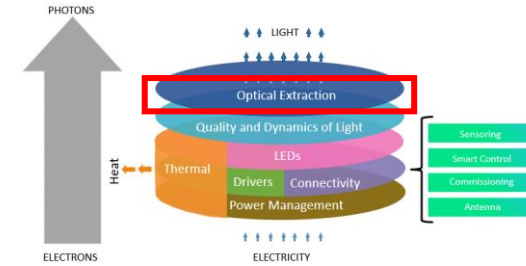 PHOTONS
LIGHT
Optical Extraction
Quality and Dynamics of Light
LEDs
Thermal
Drivers
Connectivity
Power Management
Heat
Sensoring
Smart Control
Commissioning
Antenna
ELECTRONS
ELECTRICITY